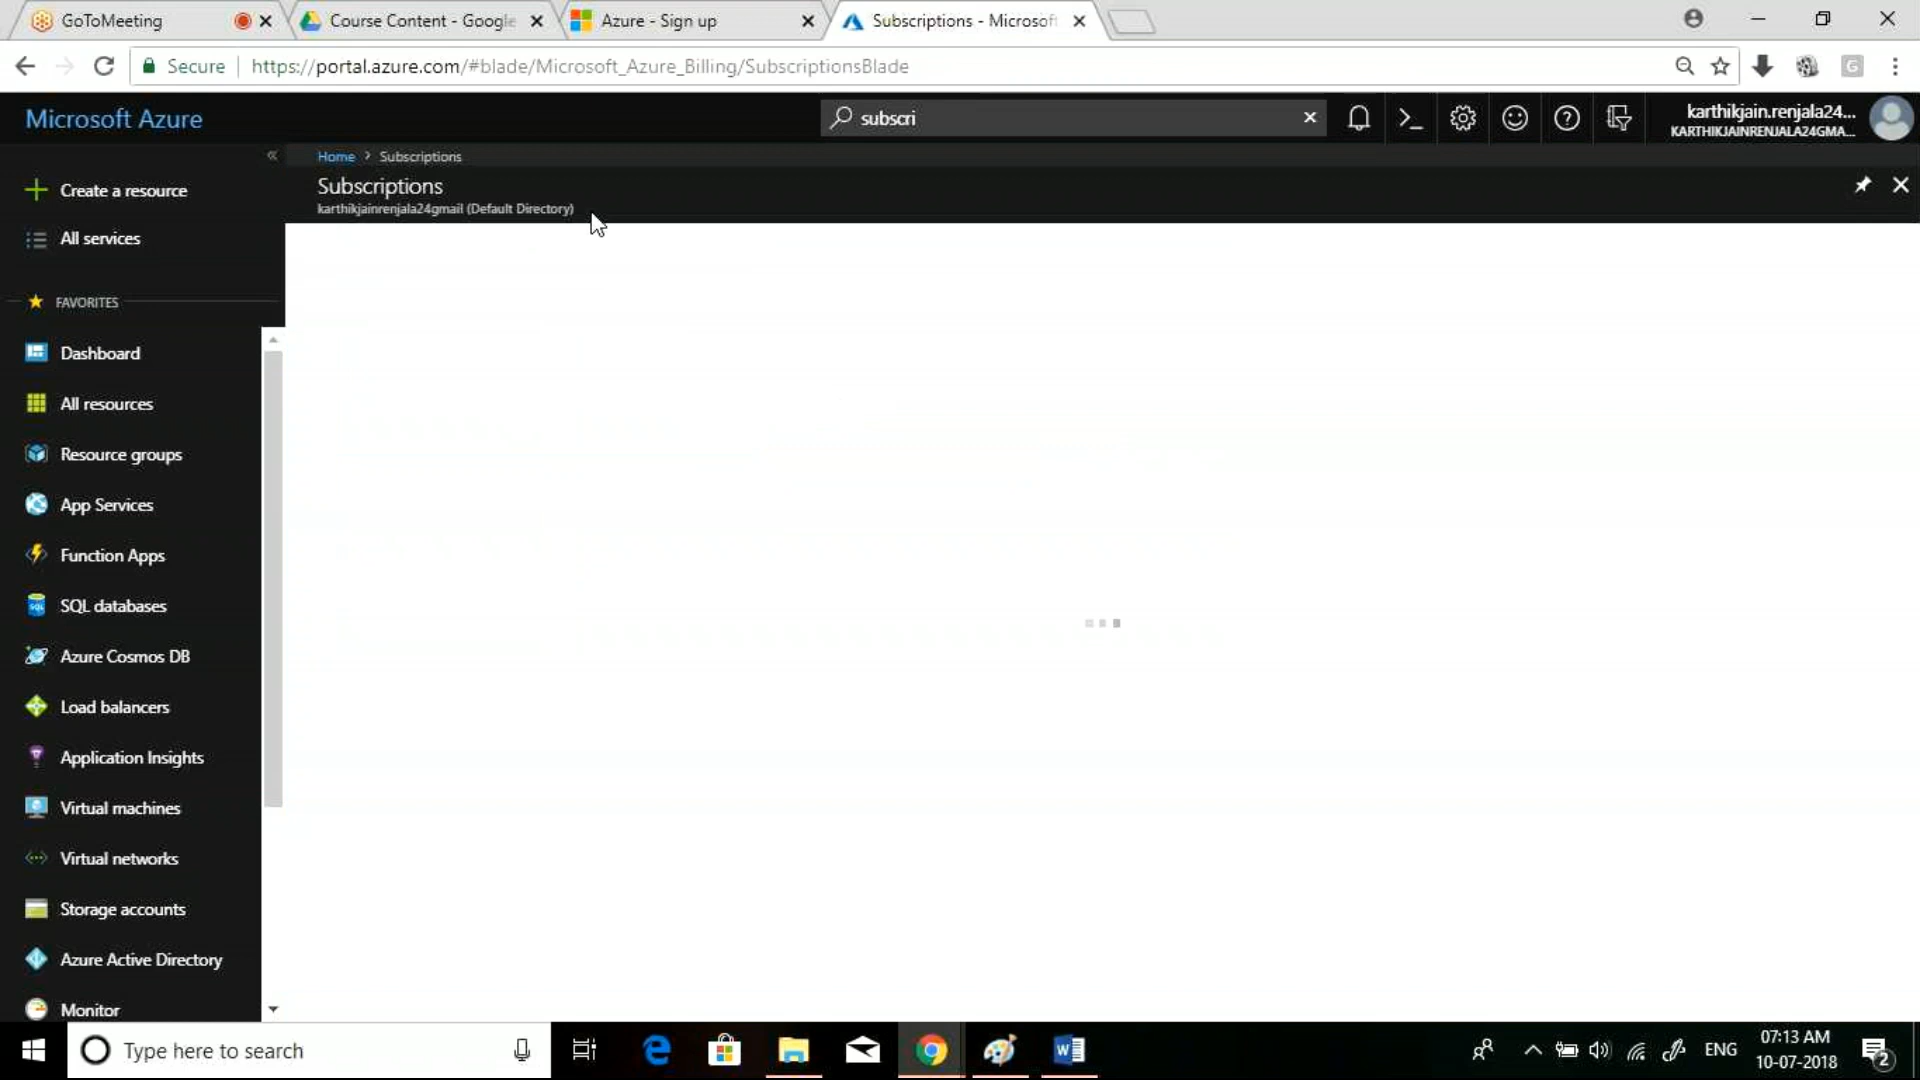 GoToMeeting
Course Content - Google
Azure - Sign up
Subscriptions - Microsoft
Secure
https://portal.azure.com/#blade/Microsoft_Azure_Billing/SubscriptionsBlade
G
Microsoft Azure
subscri
karthikjain.renjala24...
KARTHIKJAINRENJALA24GMA...
Home > Subscriptions
Subscriptions
karthikjainrenjala24gmail (Default Directory)
Create a resource
All services
FAVORITES
Dashboard
All resources
Resource groups
App Services
Function Apps
SQL databases
Azure Cosmos DB
Load balancers
Application Insights
Virtual machines
Virtual networks
Storage accounts
Azure Active Directory
Monitor
Type here to search
ENG
07:13 AM
10-07-2018
2